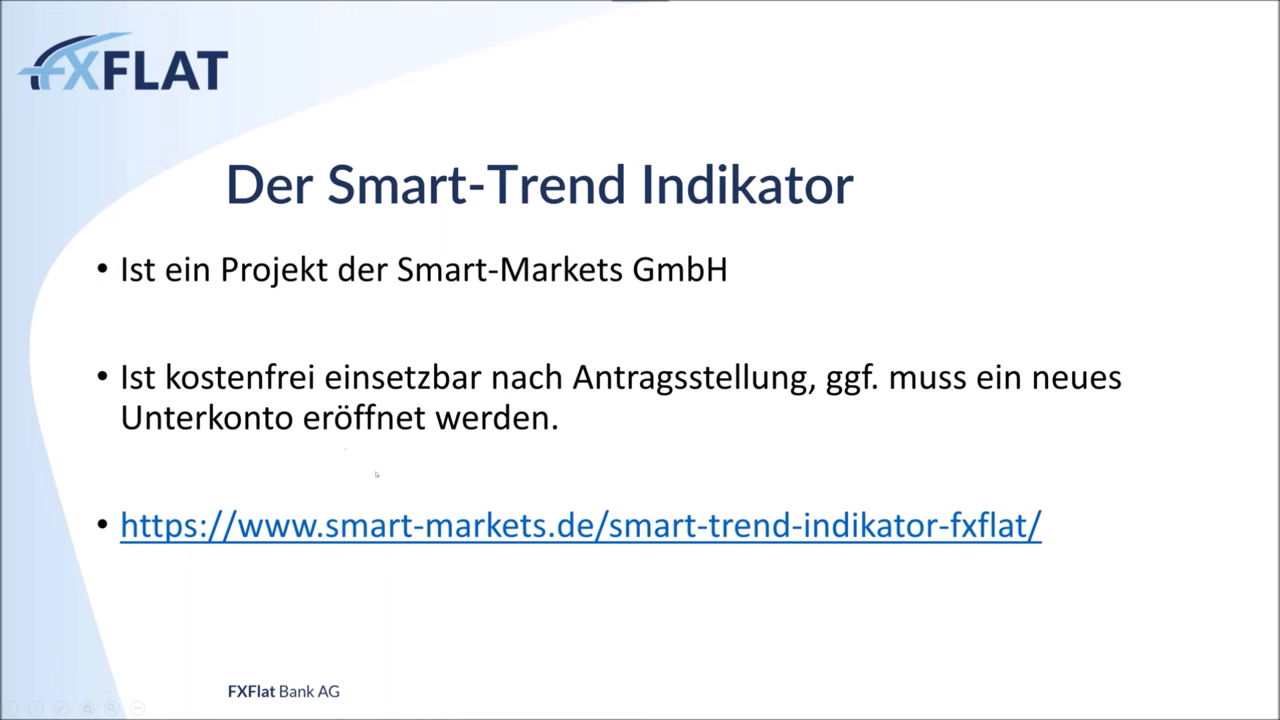 FXFLAT
Der Smart-Trend Indikator
• Ist ein Projekt der Smart-Markets GmbH
• Ist kostenfrei einsetzbar nach Antragsstellung, ggf. muss ein neues
Unterkonto eröffnet werden.
• https://www.smart-markets.de/smart-trend-indikator-fxflat/
FXFlat Bank AG